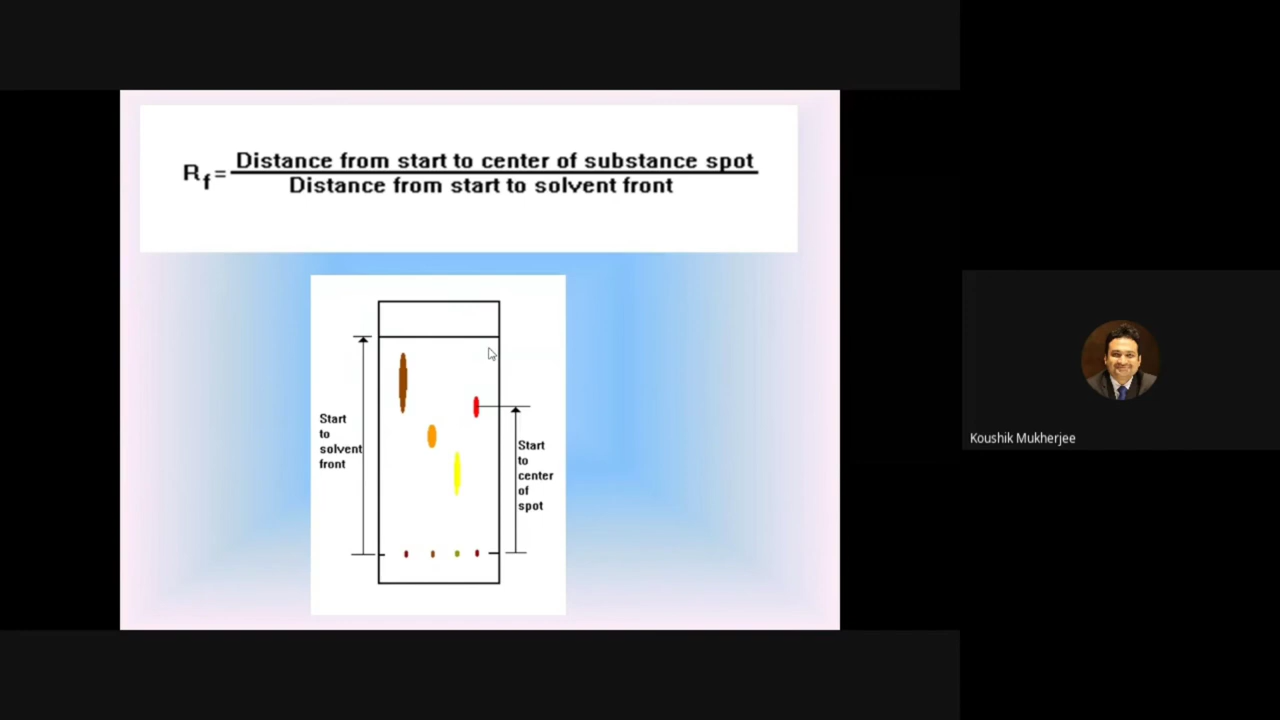 Rf= Distance from start to center of substance spot
Distance from start to solvent front
Start
to
solvent
front
Start
to
center
of
spot
Koushik Mukherjee